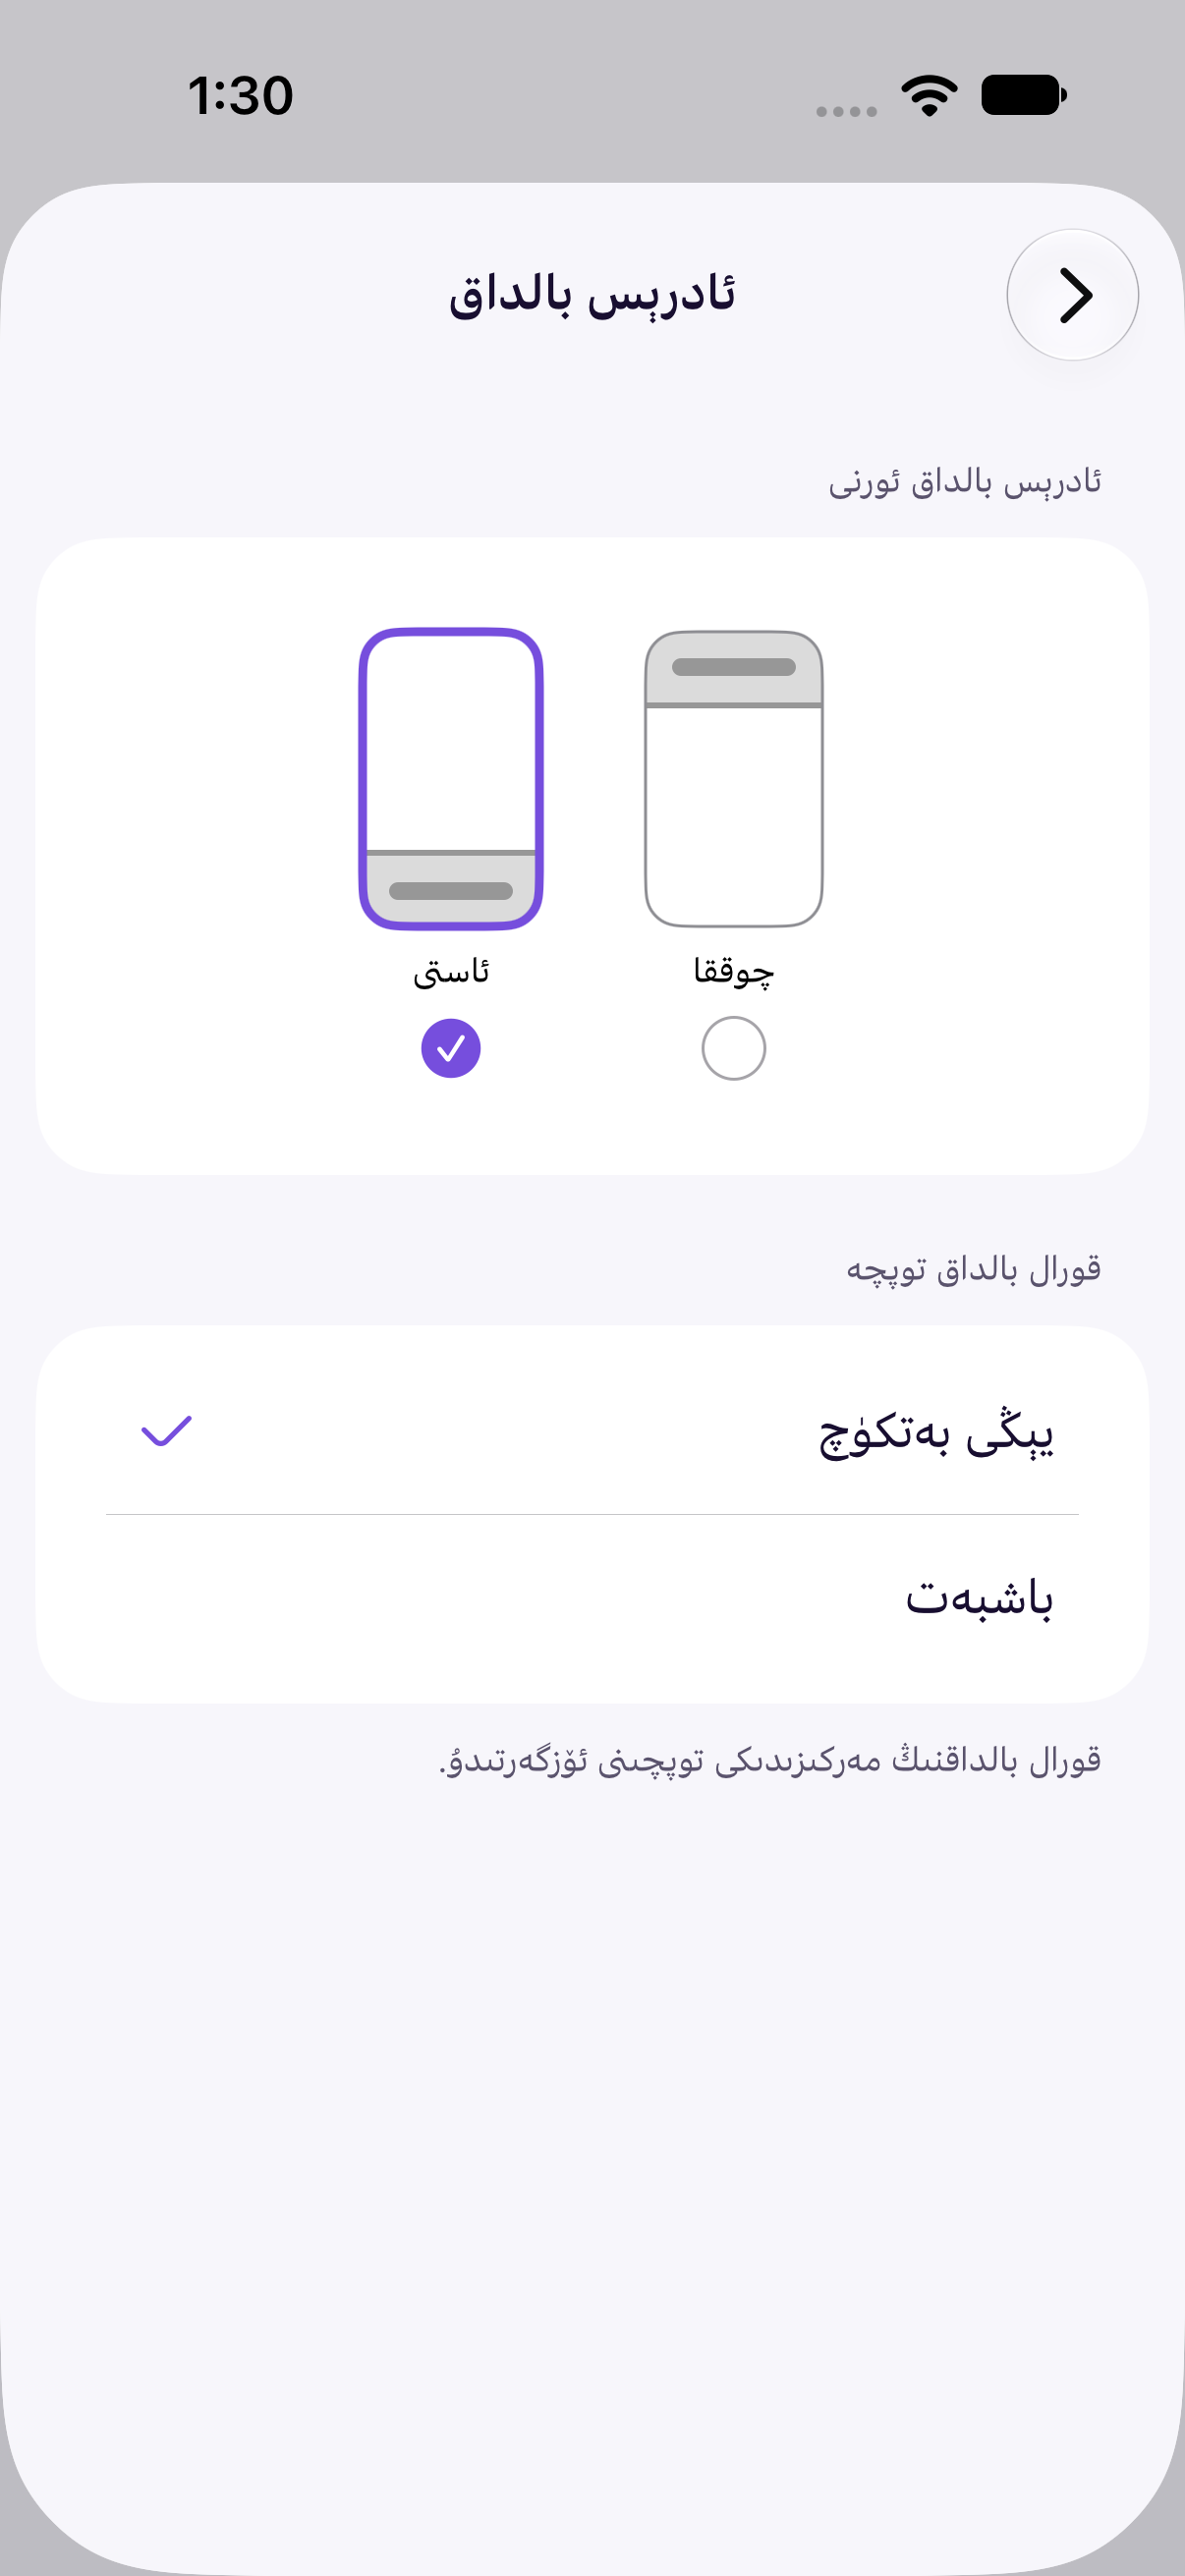 1:30
ئادرېس بالداق
ئادرېس بالداق ئورنى
چوققا
ئاستى
قورال بالداق توپچە
يېڭى بەتكۈچ
باشبەت
قورال بالداقنىڭ مەركىزىدىكى توپچىنى ئۆزگەرتىدۇ.